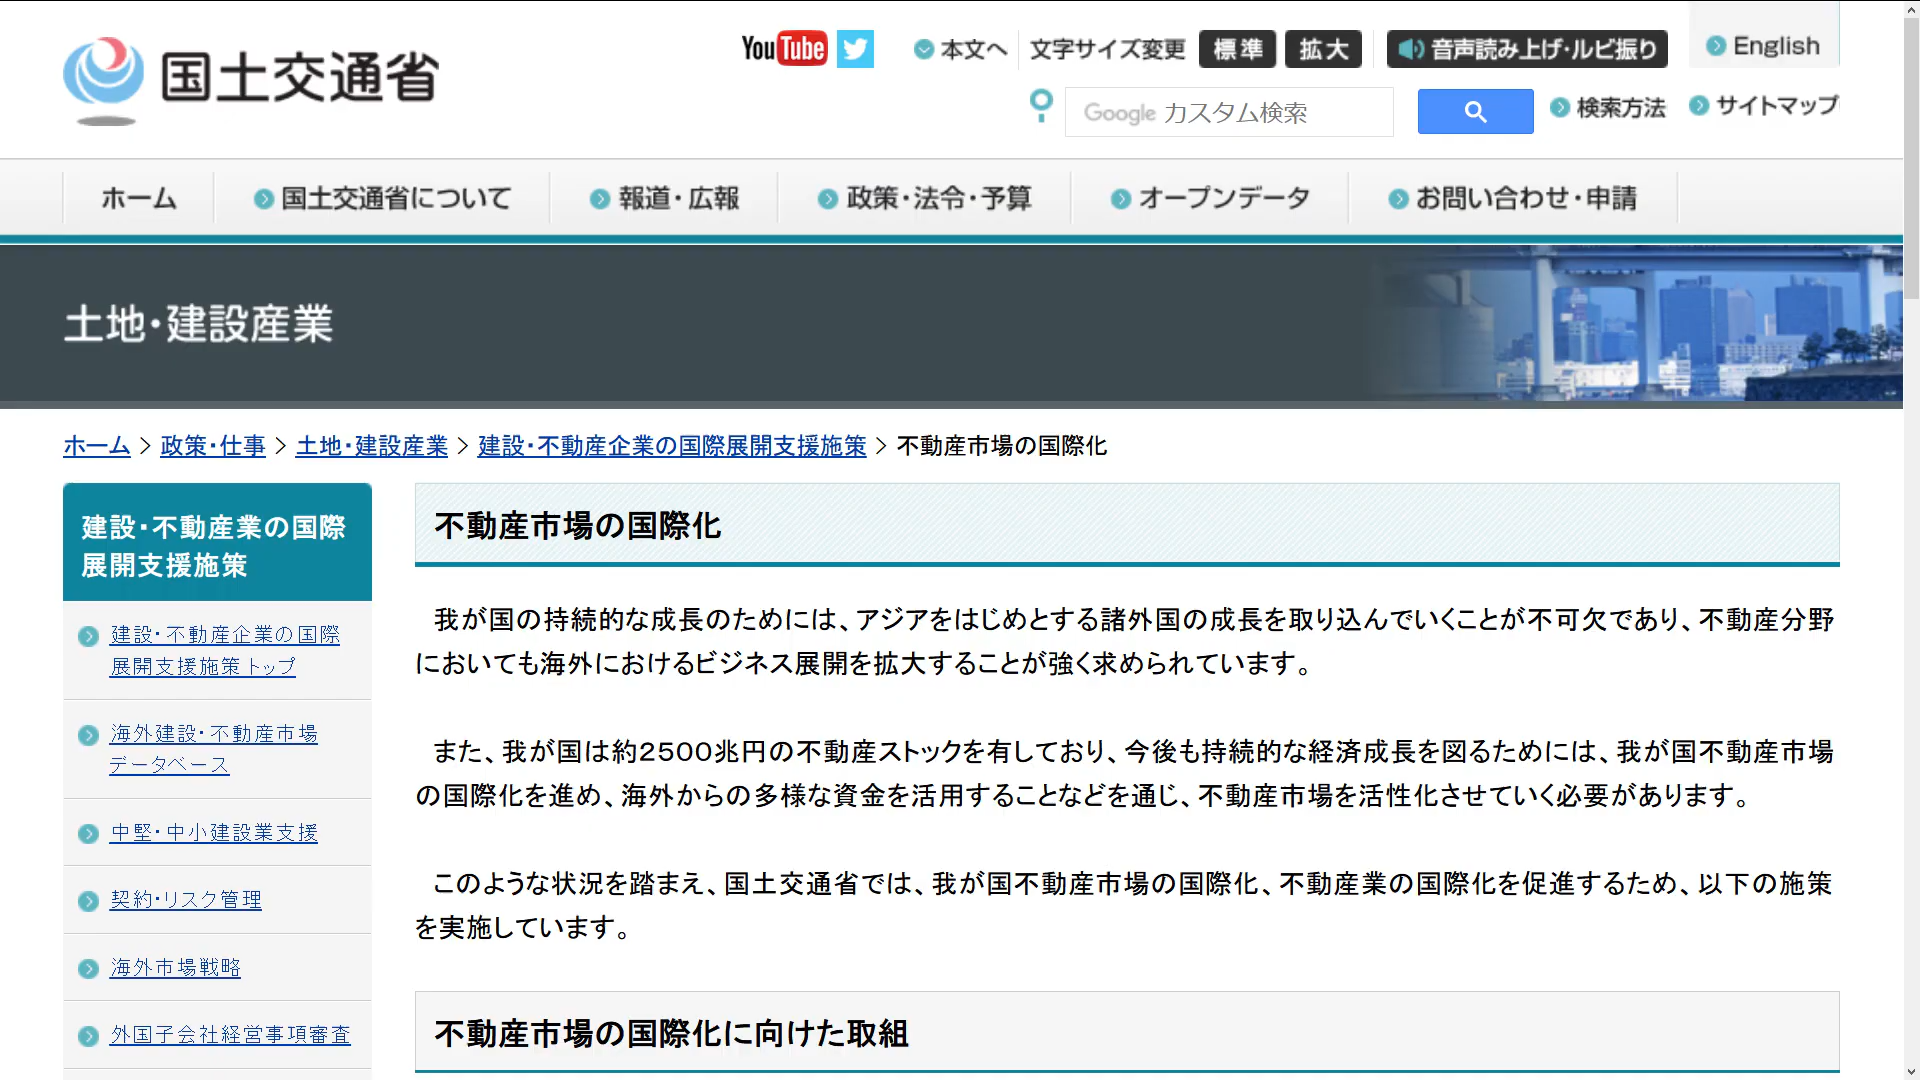 国土交通省
YouTube
本文へ
文字サイズ変更
標準
拡大
音声読み上げ・ルビ振り
English
Google カスタム検索
検索方法
サイトマップ
ホーム
国土交通省について
報道・広報
政策・法令・予算
オープンデータ
お問い合わせ・申請
土地・建設産業
ホーム > 政策・仕事 > 土地・建設産業 > 建設・不動産企業の国際展開支援施策 > 不動産市場の国際化
建設・不動産業の国際
展開支援施策
建設・不動産企業の国際
展開支援施策トップ
海外建設・不動産市場
データベース
中堅・中小建設業支援
契約・リスク管理
海外市場戦略
外国子会社経営事項審査
不動産市場の国際化
我が国の持続的な成長のためには、アジアをはじめとする諸外国の成長を取り込んでいくことが不可欠であり、不動産分野
においても海外におけるビジネス展開を拡大することが強く求められています。
また、我が国は約2500兆円の不動産ストックを有しており、今後も持続的な経済成長を図るためには、我が国不動産市場
の国際化を進め、海外からの多様な資金を活用することなどを通じ、不動産市場を活性化させていく必要があります。
このような状況を踏まえ、国土交通省では、我が国不動産市場の国際化、不動産業の国際化を促進するため、以下の施策
を実施しています。
不動産市場の国際化に向けた取組